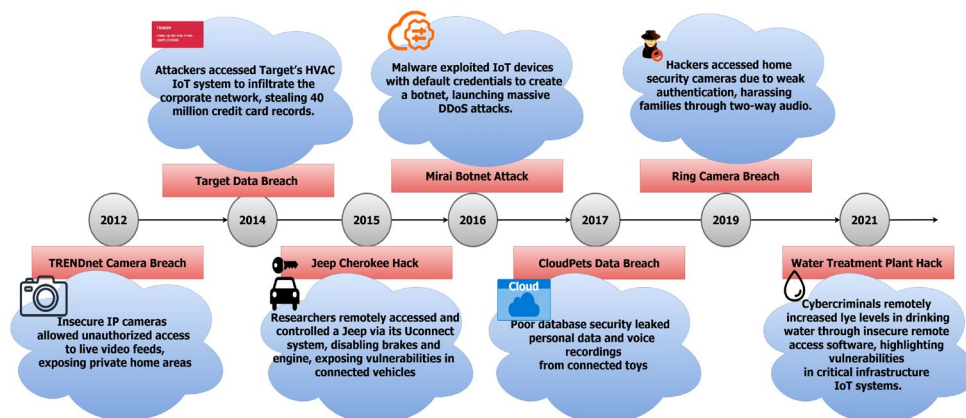 Header
Attackers accessed Target's HVAC
IoT system to infiltrate the
corporate network, stealing 40
million credit card records.
Target Data Breach
Malware exploited IoT devices
with default credentials to create
a botnet, launching massive
DDoS attacks.
Mirai Botnet Attack
Hackers accessed home
security cameras due to weak
authentication, harassing
families through two-way audio.
Ring Camera Breach
2012
2014
2015
2016
2017
2019
2021
TRENDnet Camera Breach
Insecure IP cameras
allowed unauthorized access
to live video feeds,
exposing private home areas
Jeep Cherokee Hack
Researchers remotely accessed and
controlled a Jeep via its Uconnect
system, disabling brakes and
engine, exposing vulnerabilities in
connected vehicles
CloudPets Data Breach
Cloud
Poor database security leaked
personal data and voice
recordings
from connected toys
Water Treatment Plant Hack
Cybercriminals remotely
increased lye levels in drinking
water through insecure remote
access software, highlighting
vulnerabilities
in critical infrastructure
IoT systems.